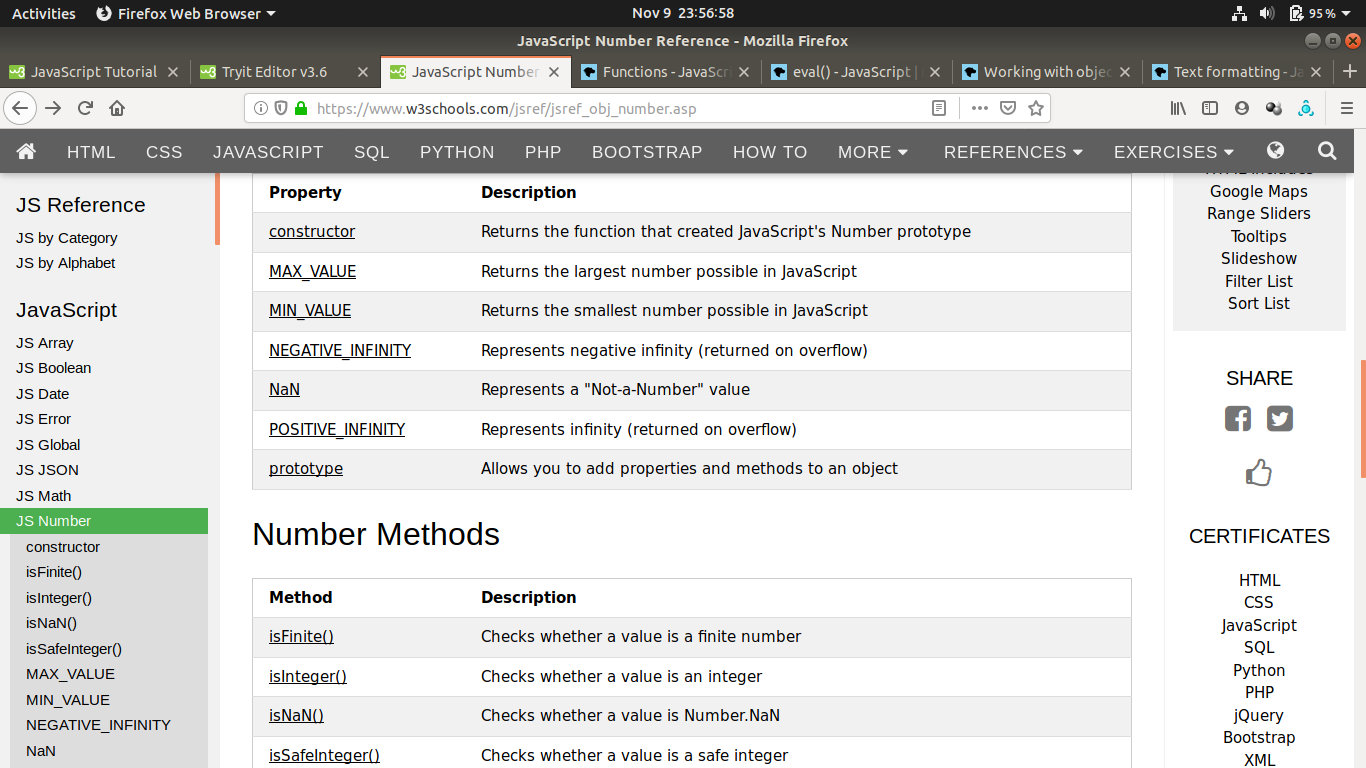 Activities Firefox Web Browser Nov 9 23:56:58 95%
JavaScript Number Reference - Mozilla Firefox
JavaScript Tutorial Tryit Editor v3.6 JavaScript Number Functions - JavaScr eval() - JavaScript | Working with objec Text formatting - Ja
https://www.w3schools.com/jsref/jsref_obj_number.asp
HTML CSS JAVASCRIPT SQL PYTHON PHP BOOTSTRAP HOW TO MORE REFERENCES EXERCISES
JS Reference
JS by Category
JS by Alphabet
JavaScript
JS Array
JS Boolean
JS Date
JS Error
JS Global
JS JSON
JS Math
JS Number
constructor
isFinite()
isInteger()
isNaN()
isSafeInteger()
MAX_VALUE
MIN_VALUE
NEGATIVE_INFINITY
NaN
Property Description
constructor Returns the function that created JavaScript's Number prototype
MAX_VALUE Returns the largest number possible in JavaScript
MIN_VALUE Returns the smallest number possible in JavaScript
NEGATIVE_INFINITY Represents negative infinity (returned on overflow)
NaN Represents a "Not-a-Number" value
POSITIVE_INFINITY Represents infinity (returned on overflow)
prototype Allows you to add properties and methods to an object
Number Methods
Method Description
isFinite() Checks whether a value is a finite number
isInteger() Checks whether a value is an integer
isNaN() Checks whether a value is Number.NaN
isSafeInteger() Checks whether a value is a safe integer
HTML Includes
Google Maps
Range Sliders
Tooltips
Slideshow
Filter List
Sort List
SHARE
CERTIFICATES
HTML
CSS
JavaScript
SQL
Python
PHP
jQuery
Bootstrap
XML